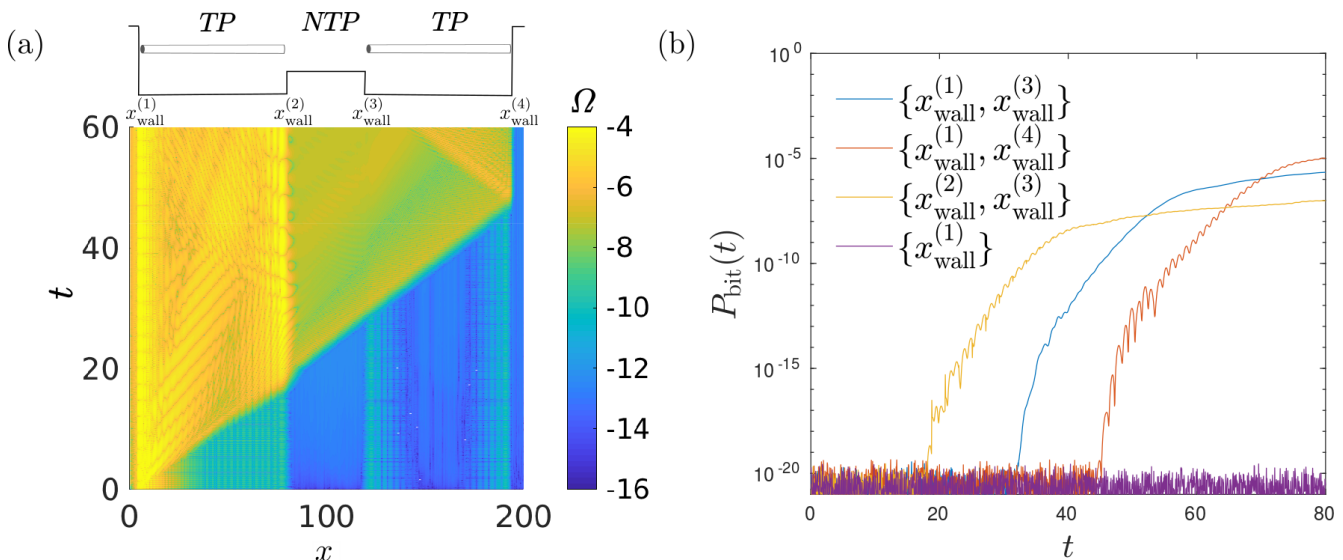 (a)
TP NTP TP
x_wall^(1) x_wall^(2) x_wall^(3) x_wall^(4)
Ω
60
40
20
0
t
0 100 200
x
-4
-6
-8
-10
-12
-14
-16
(b)
10^0
10^-5
10^-10
10^-15
10^-20
P_bit(t)
{x_wall^(1), x_wall^(3)}
{x_wall^(1), x_wall^(4)}
{x_wall^(2), x_wall^(3)}
{x_wall^(1)}
0 20 40 60 80
t